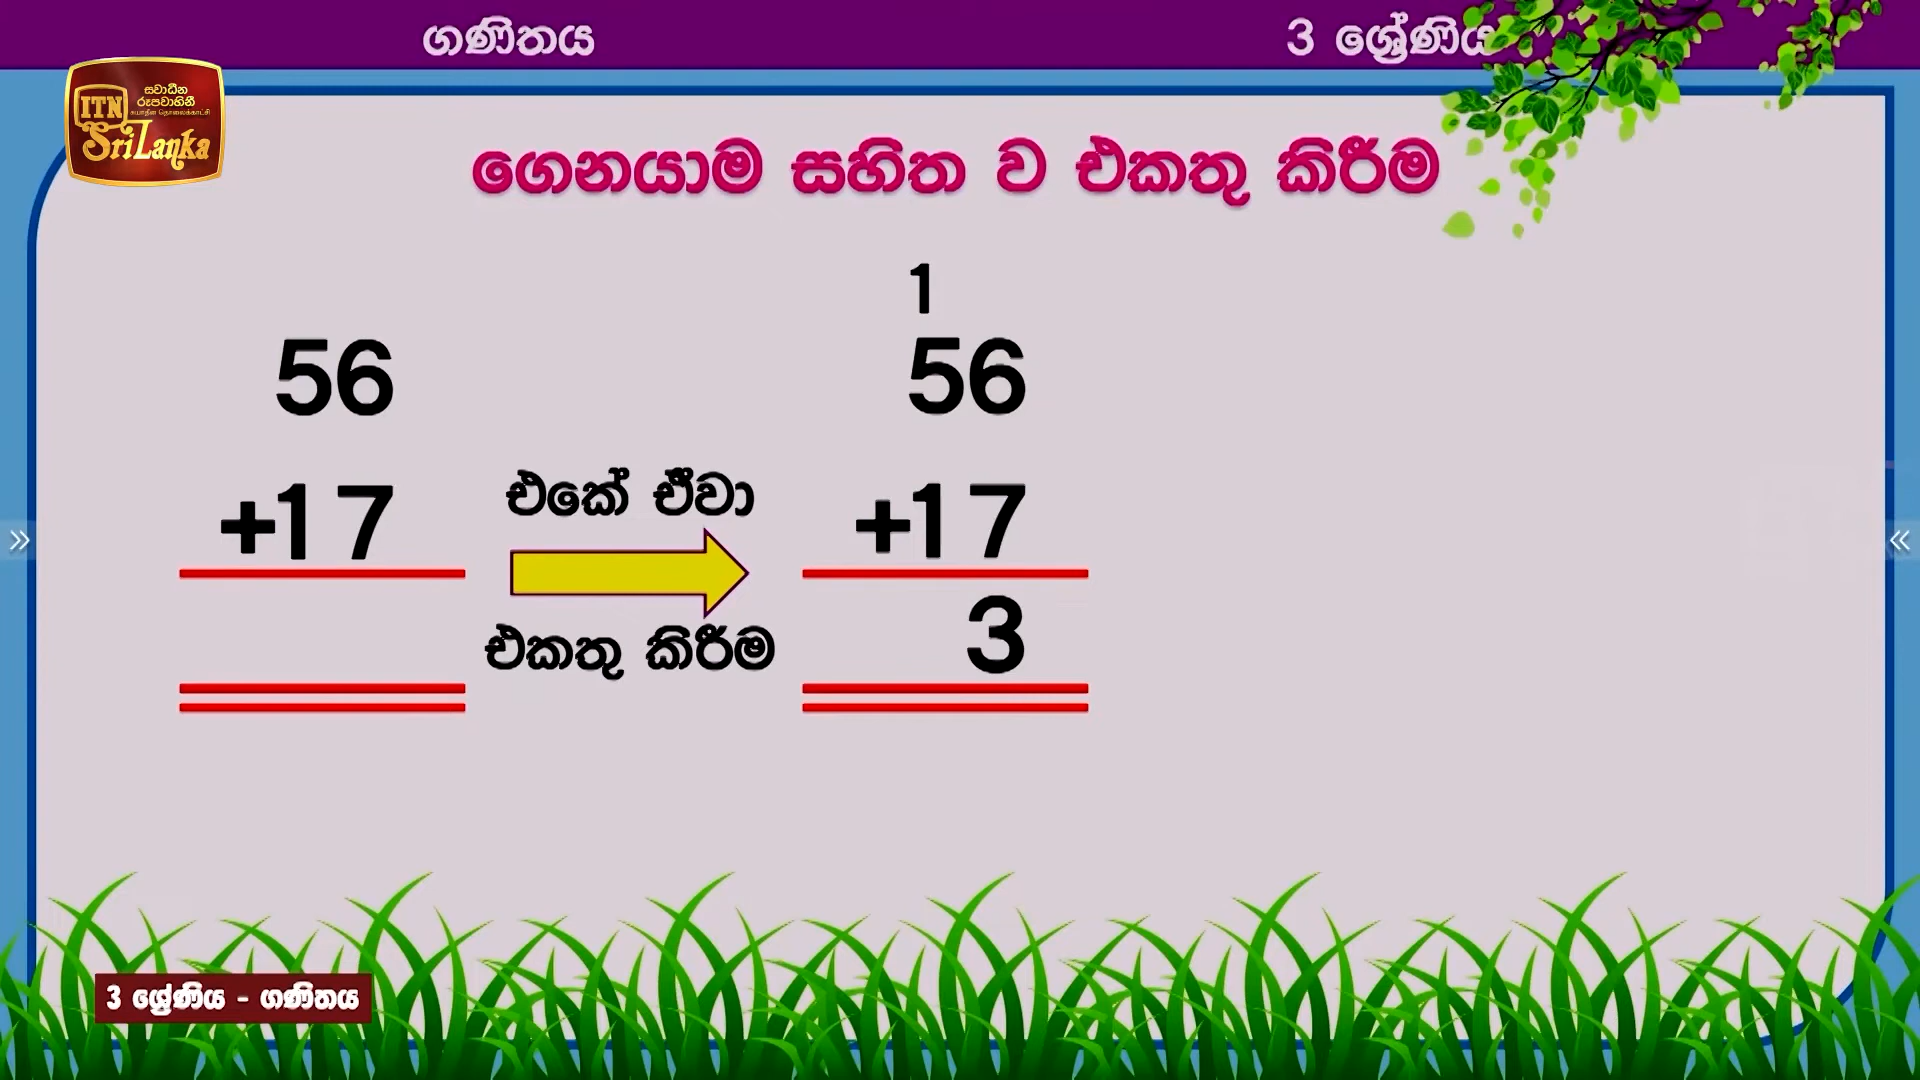 ගණිතය
3 ශ්‍රේණිය
ITN
ස්වාධීන
රූපවාහිනී
சுயாதீன தொலைக்காட்சி
Sri Lanka
ගෙනයාම සහිත ව එකතු කිරීම
1
56
56
එකේ ඒවා
+17
+17
එකතු කිරීම
3
3 ශ්‍රේණිය - ගණිතය